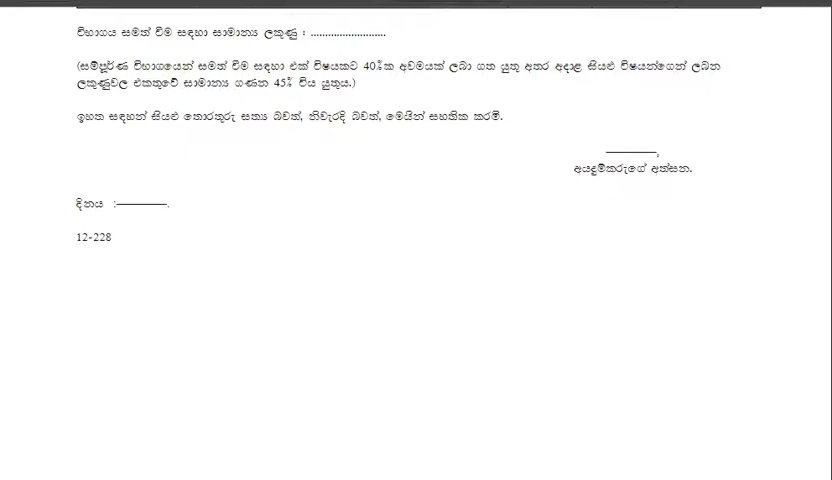 විභාගය සමත් වීම සඳහා සාමාන්‍ය ලකුණු : ..........................
(සම්පූර්ණ විභාගයෙන් සමත් වීම සඳහා එක් විෂයකට 40%ක අවමයක් ලබා ගත යුතු අතර අදාළ සියළු විෂයන්ගෙන් ලබන
ලකුණුවල එකතුවේ සාමාන්‍ය ගණන 45% විය යුතුය.)
ඉහත සඳහන් සියළු තොරතුරු සත්‍ය බවත්, නිවැරදි බවත්, මෙයින් සහතික කරමි.
————,
අයදුම්කරුගේ අත්සන.
දිනය :————.
12-228